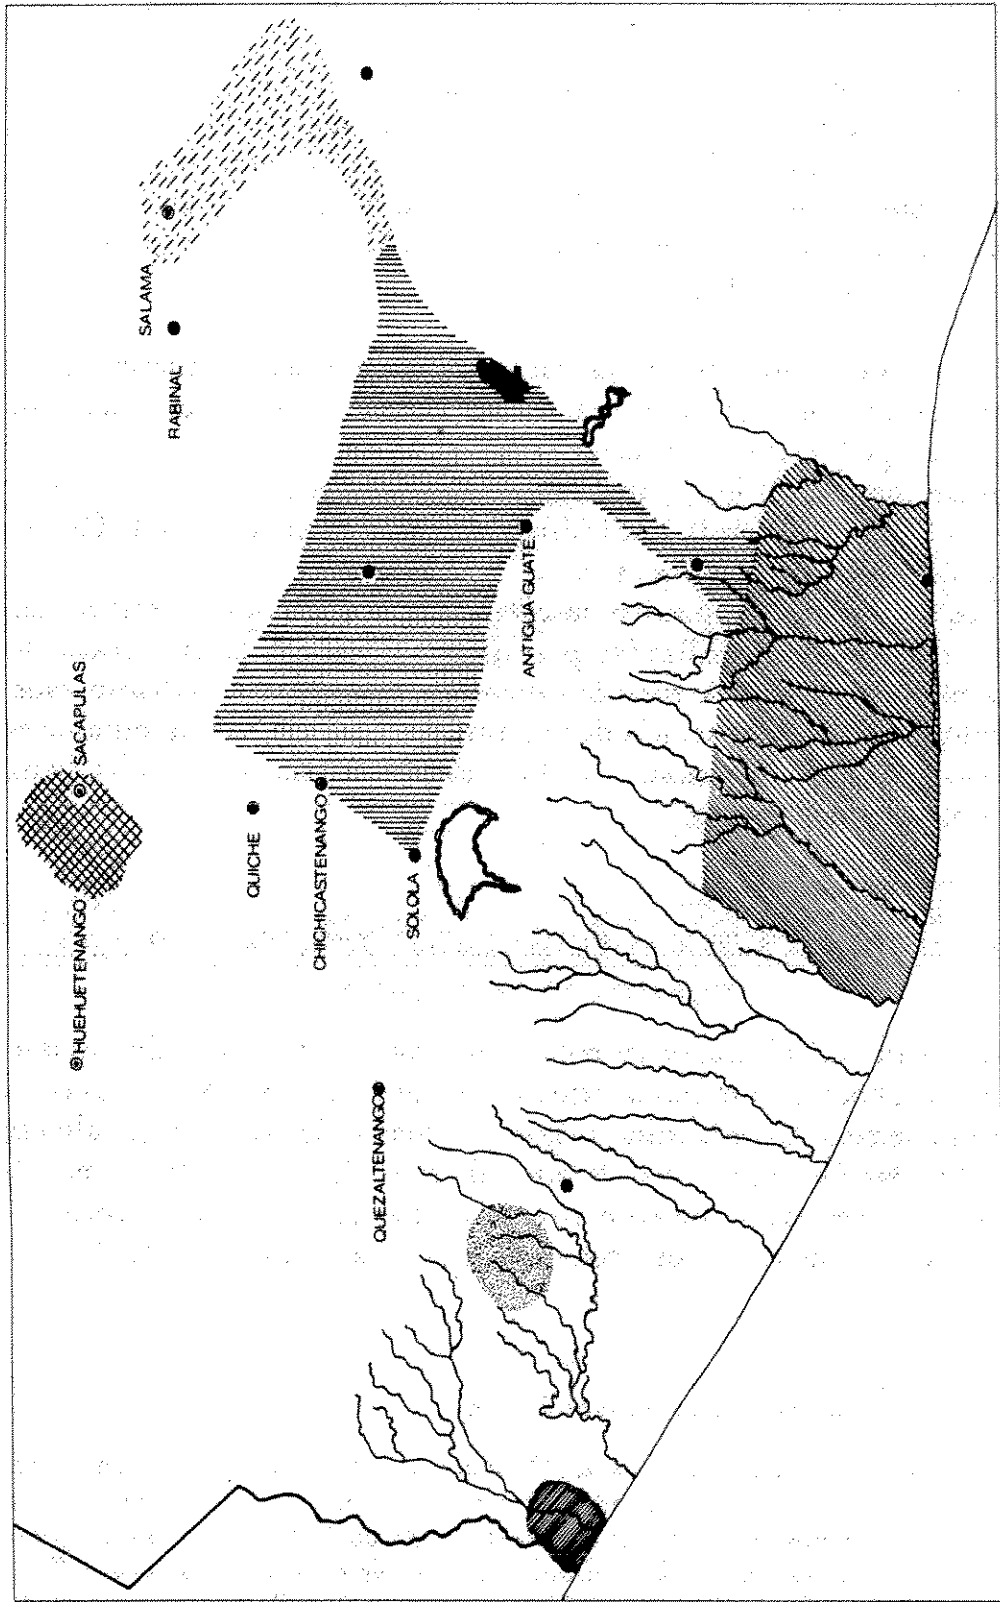 HUEHUETENANGO
SACAPULAS
RABINAL
SALAMA
QUICHE
CHICHICASTENANGO
SOLOLA
QUEZALTENANGO
ANTIGUA GUATE